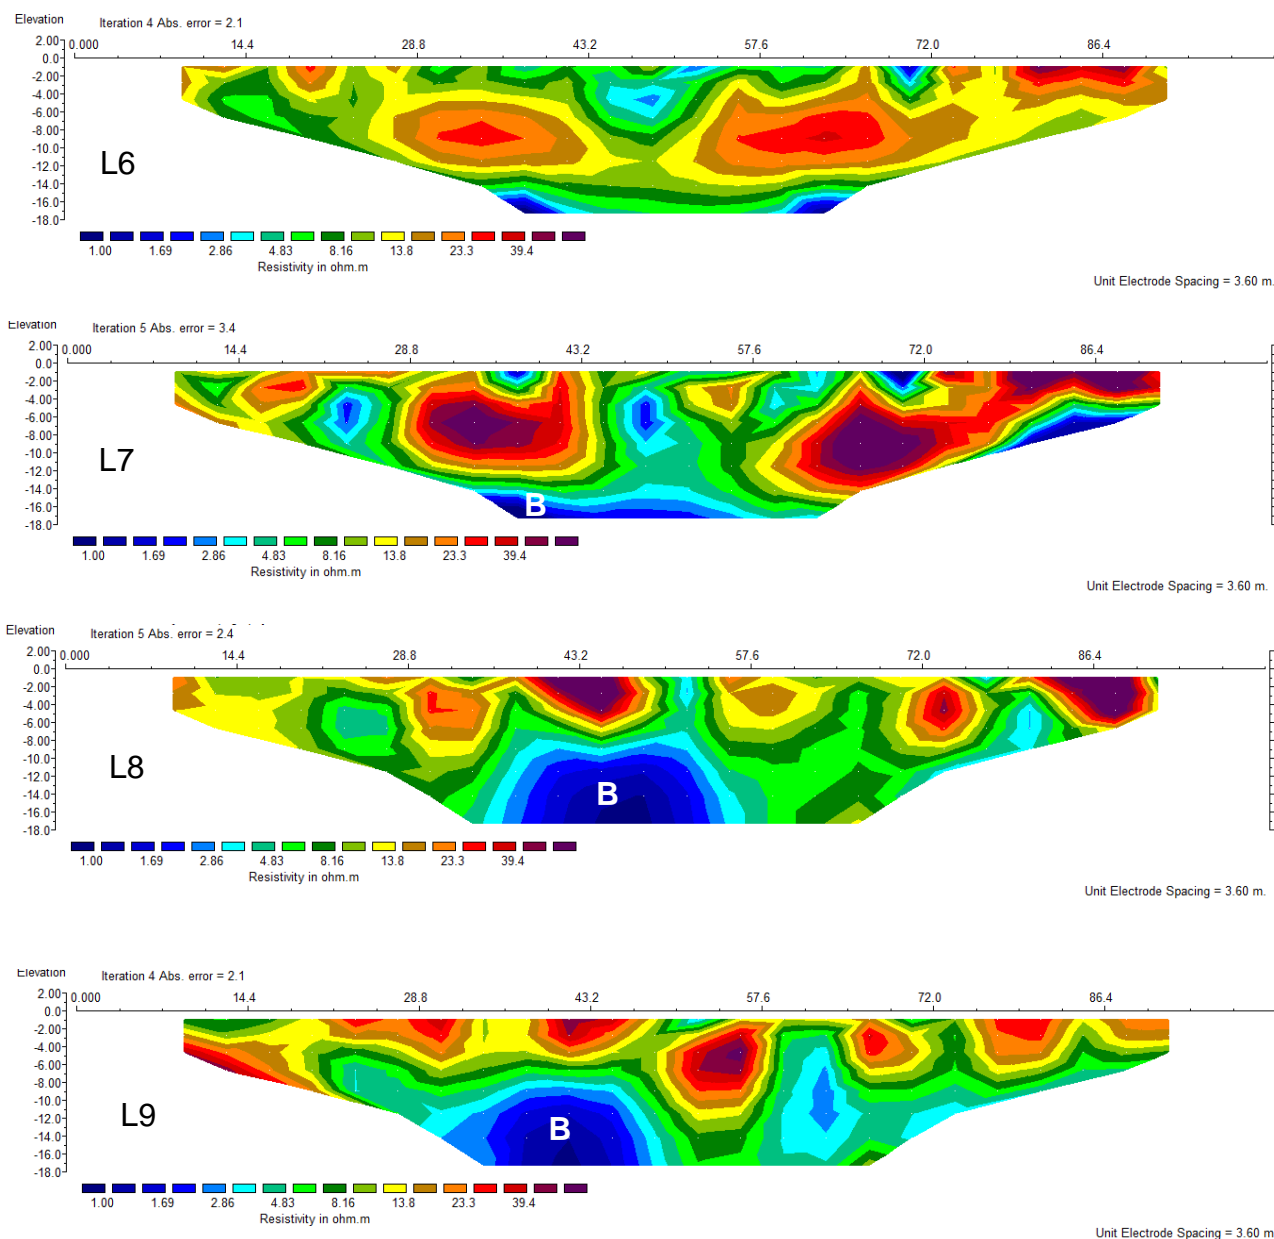 Elevation
Iteration 4 Abs. error = 2.1
2.00 0.000 14.4 28.8 43.2 57.6 72.0 86.4
0.0
-2.00
-4.00
-6.00
-8.00
-10.0
-12.0
-14.0
-16.0
-18.0
L6
1.00 1.69 2.86 4.83 8.16 13.8 23.3 39.4
Resistivity in ohm.m
Unit Electrode Spacing = 3.60 m.
Elevation
Iteration 5 Abs. error = 3.4
2.00 0.000 14.4 28.8 43.2 57.6 72.0 86.4
0.0
-2.00
-4.00
-6.00
-8.00
-10.0
-12.0
-14.0
-16.0
-18.0
L7
B
1.00 1.69 2.86 4.83 8.16 13.8 23.3 39.4
Resistivity in ohm.m
Unit Electrode Spacing = 3.60 m.
Elevation
Iteration 5 Abs. error = 2.4
2.00 0.000 14.4 28.8 43.2 57.6 72.0 86.4
0.0
-2.00
-4.00
-6.00
-8.00
-10.0
-12.0
-14.0
-16.0
-18.0
L8
B
1.00 1.69 2.86 4.83 8.16 13.8 23.3 39.4
Resistivity in ohm.m
Unit Electrode Spacing = 3.60 m.
Elevation
Iteration 4 Abs. error = 2.1
2.00 0.000 14.4 28.8 43.2 57.6 72.0 86.4
0.0
-2.00
-4.00
-6.00
-8.00
-10.0
-12.0
-14.0
-16.0
-18.0
L9
B
1.00 1.69 2.86 4.83 8.16 13.8 23.3 39.4
Resistivity in ohm.m
Unit Electrode Spacing = 3.60 m